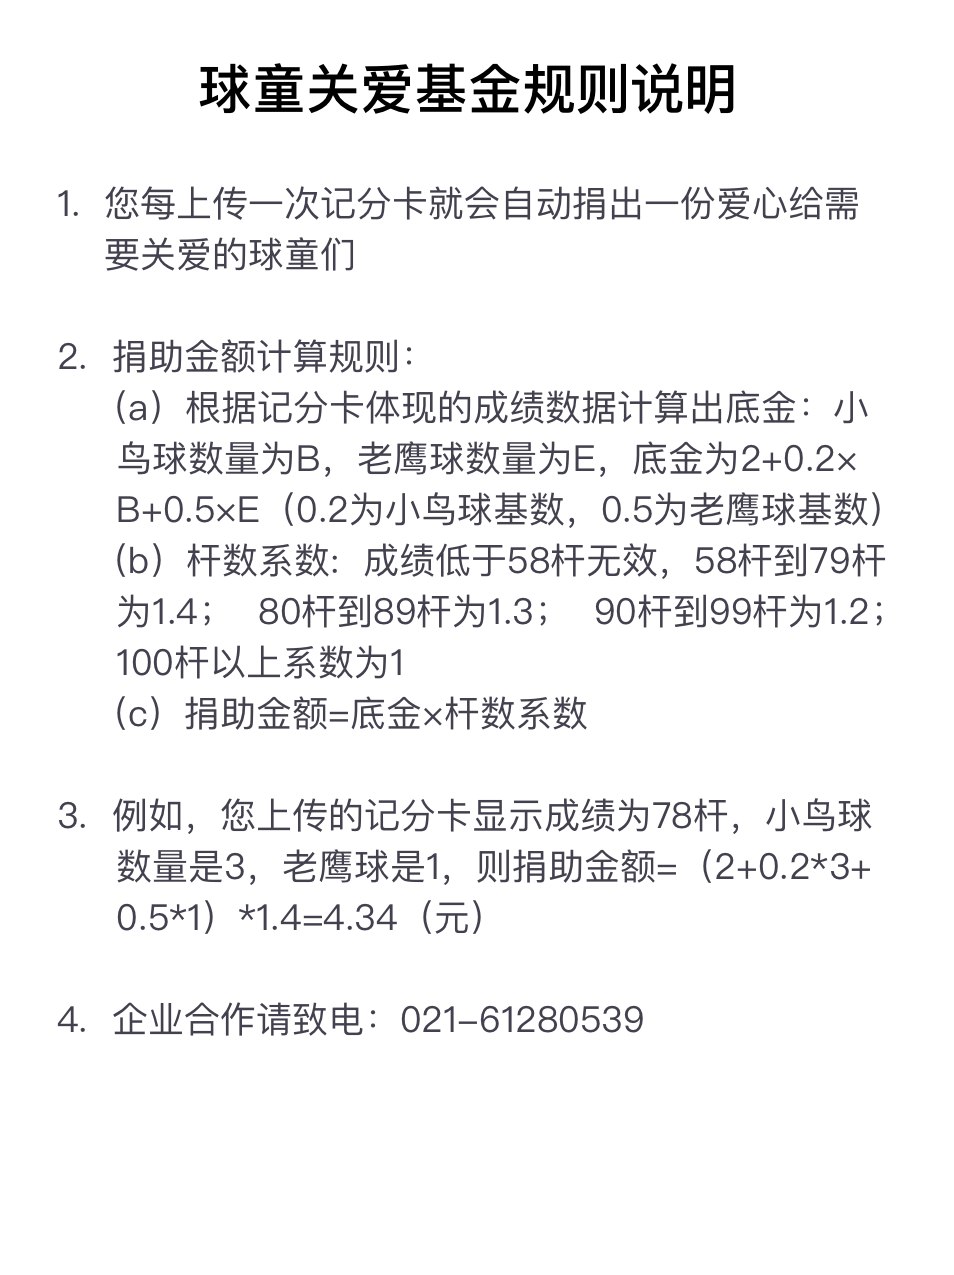 球童关爱基金规则说明
1. 您每上传一次记分卡就会自动捐出一份爱心给需
要关爱的球童们
2. 捐助金额计算规则：
（a）根据记分卡体现的成绩数据计算出底金：小
鸟球数量为B，老鹰球数量为E，底金为2+0.2×
B+0.5×E（0.2为小鸟球基数，0.5为老鹰球基数）
（b）杆数系数：成绩低于58杆无效，58杆到79杆
为1.4； 80杆到89杆为1.3； 90杆到99杆为1.2；
100杆以上系数为1
（c）捐助金额=底金×杆数系数
3. 例如，您上传的记分卡显示成绩为78杆，小鸟球
数量是3，老鹰球是1，则捐助金额=（2+0.2*3+
0.5*1）*1.4=4.34（元）
4. 企业合作请致电：021-61280539